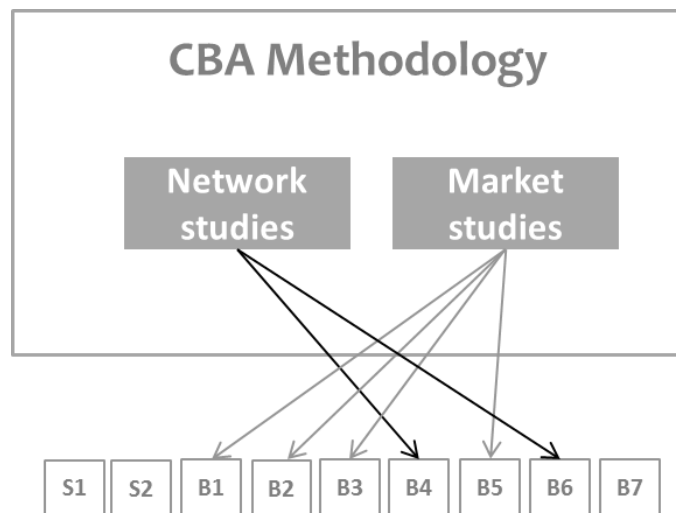 CBA Methodology
Network Market
studies studies
S1 S2 B1 B2 B3 B4 B5 B6 B7